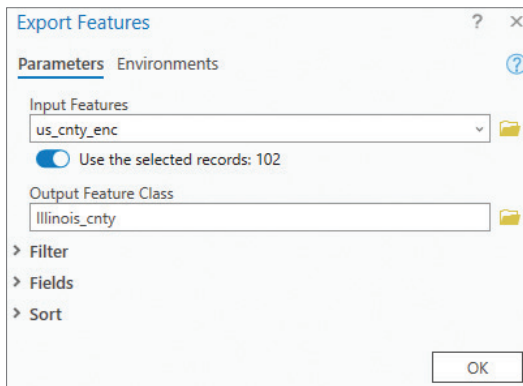 Export Features ? ×
Parameters Environments ?
Input Features
us_cnty_enc
Use the selected records: 102
Output Feature Class
Illinois_cnty
> Filter
> Fields
> Sort
OK